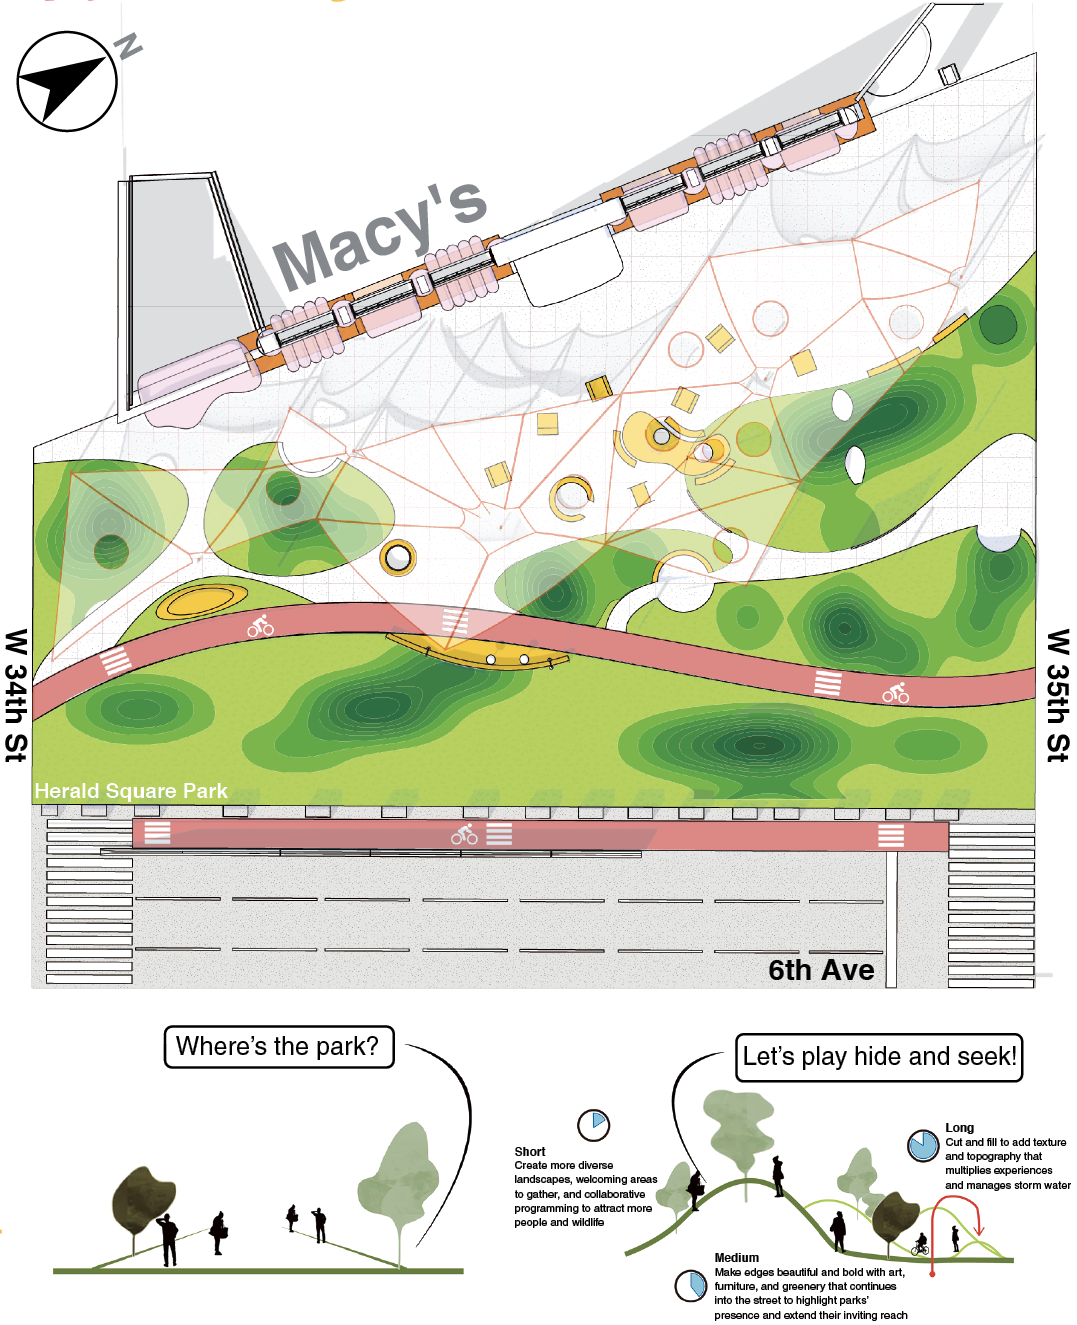 N
Macy's
W 34th St
W 35th St
Herald Square Park
6th Ave
Where's the park?
Let's play hide and seek!
Short
Create more diverse
landscapes, welcoming areas
to gather, and collaborative
programming to attract more
people and wildlife
Long
Cut and fill to add texture
and topography that
multiplies experiences
and manages storm water
Medium
Make edges beautiful and bold with art,
furniture, and greenery that continues
into the street to highlight parks'
presence and extend their inviting reach